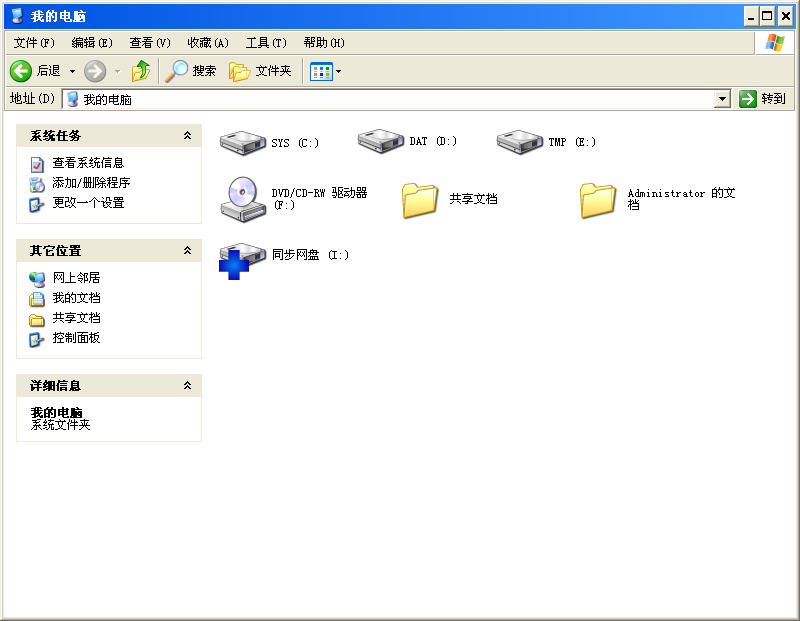 我的电脑
文件(F) 编辑(E) 查看(V) 收藏(A) 工具(T) 帮助(H)
后退 搜索 文件夹
地址(D) 我的电脑 转到
系统任务
查看系统信息
添加/删除程序
更改一个设置
其它位置
网上邻居
我的文档
共享文档
控制面板
详细信息
我的电脑
系统文件夹
SYS (C:) DAT (D:) TMP (E:)
DVD/CD-RW 驱动器
(F:)
共享文档
Administrator 的文
档
同步网盘 (I:)